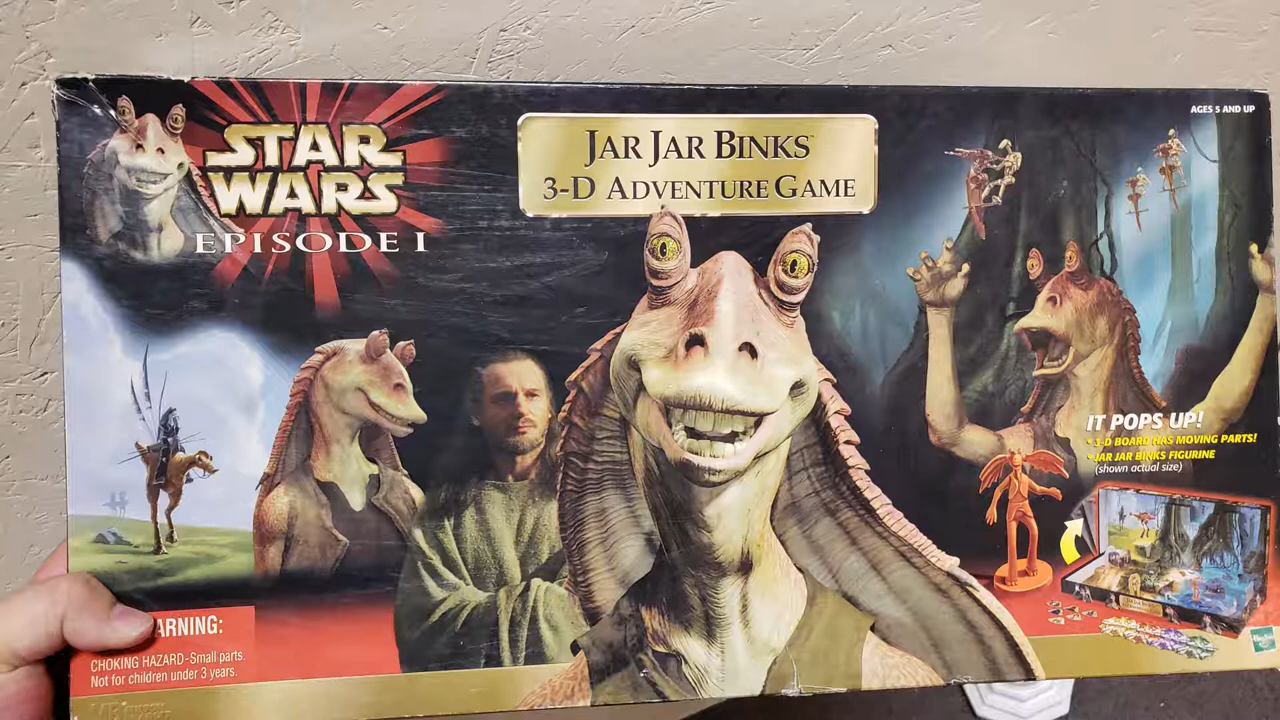 AGES 5 AND UP
STAR
WARS
EPISODE I
JAR JAR BINKS™
3-D ADVENTURE GAME
IT POPS UP!
• 3-D BOARD HAS MOVING PARTS!
• JAR JAR BINKS FIGURINE
(shown actual size)
ARNING:
CHOKING HAZARD-Small parts.
Not for children under 3 years.